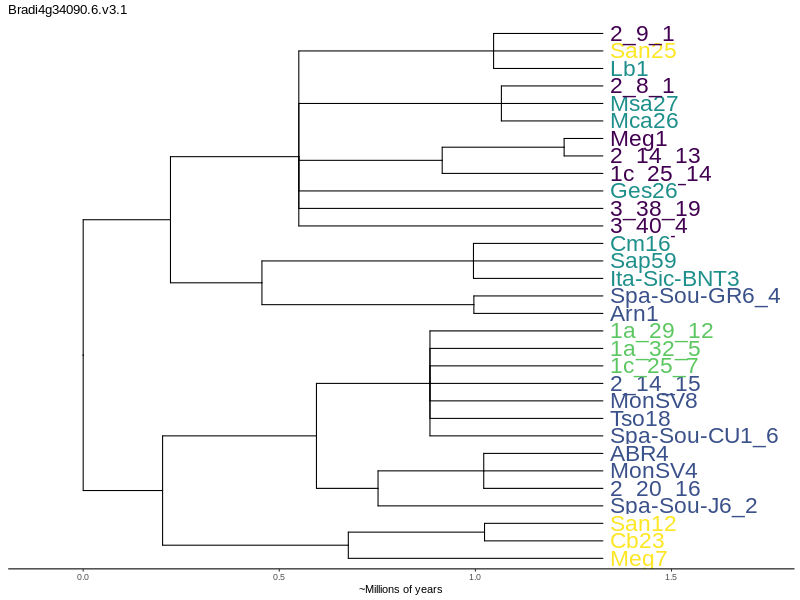 Bradi4g34090.6.v3.1
2_9_1
San25
Lb1
2_8_1
Msa27
Mca26
Meg1
2_14_13
1c_25_14
Ges26
3_38_19
3_40_4
Cm16
Sap59
Ita-Sic-BNT3
Spa-Sou-GR6_4
Arn1
1a_29_12
1a_32_5
1c_25_7
2_14_15
MonSV8
Tso18
Spa-Sou-CU1_6
ABR4
MonSV4
2_20_16
Spa-Sou-J6_2
San12
Cb23
Meg7
0.0 0.5 1.0 1.5
~Millions of years